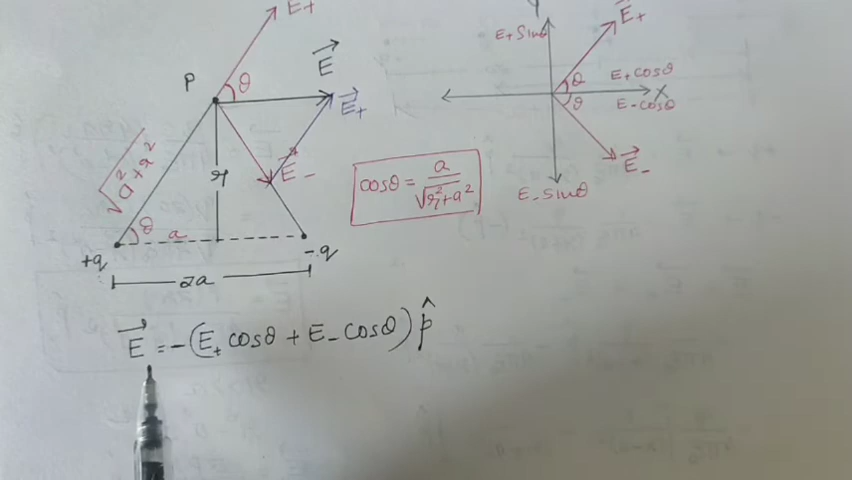 E₊
P
θ
E⃗
E⃗₊
E⃗₋
√a²+r²
r
θ
a
+q
-q
2a
cosθ = a/√r²+a²
Y
E⃗₊
E₊Sinθ
θ
E₊cosθ
X
θ
E₋cosθ
E⃗₋
E₋sinθ
E⃗ = -(E₊cosθ + E₋cosθ) p̂